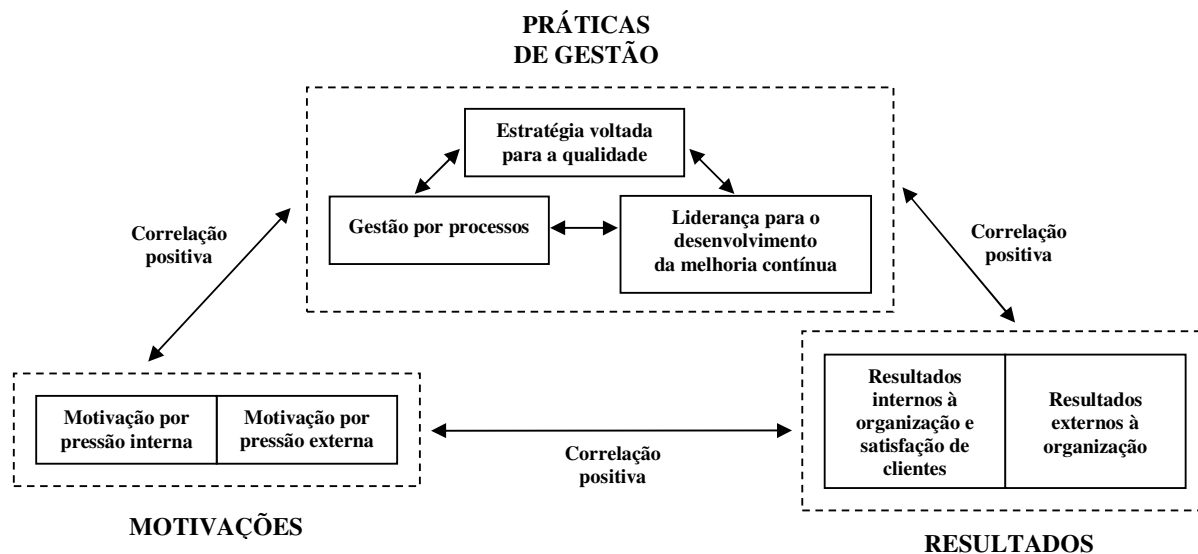 PRÁTICAS
DE GESTÃO
Estratégia voltada
para a qualidade
Gestão por processos
Liderança para o
desenvolvimento
da melhoria contínua
Correlação
positiva
Correlação
positiva
Motivação por
pressão interna
Motivação por
pressão externa
Correlação
positiva
Resultados
internos à
organização e
satisfação de
clientes
Resultados
externos à
organização
MOTIVAÇÕES
RESULTADOS